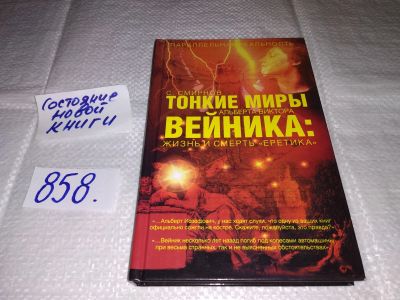 Состояние
новой
книги
858.
ПАРАЛЛЕЛЬНАЯ РЕАЛЬНОСТЬ
С. СМИРНОВ
ТОНКИЕ МИРЫ
АЛЬБЕРТА ВИКТОРА
ВЕЙНИКА:
ЖИЗНЬ И СМЕРТЬ «ЕРЕТИКА»
«...Альберт Иозефович, у нас ходят слухи, что одну из ваших книг
официально сожгли на костре. Скажите, пожалуйста, это правда?»
«...Вейник несколько лет назад погиб под колесами автомашины
при весьма странных, так и не выясненных обстоятельствах».